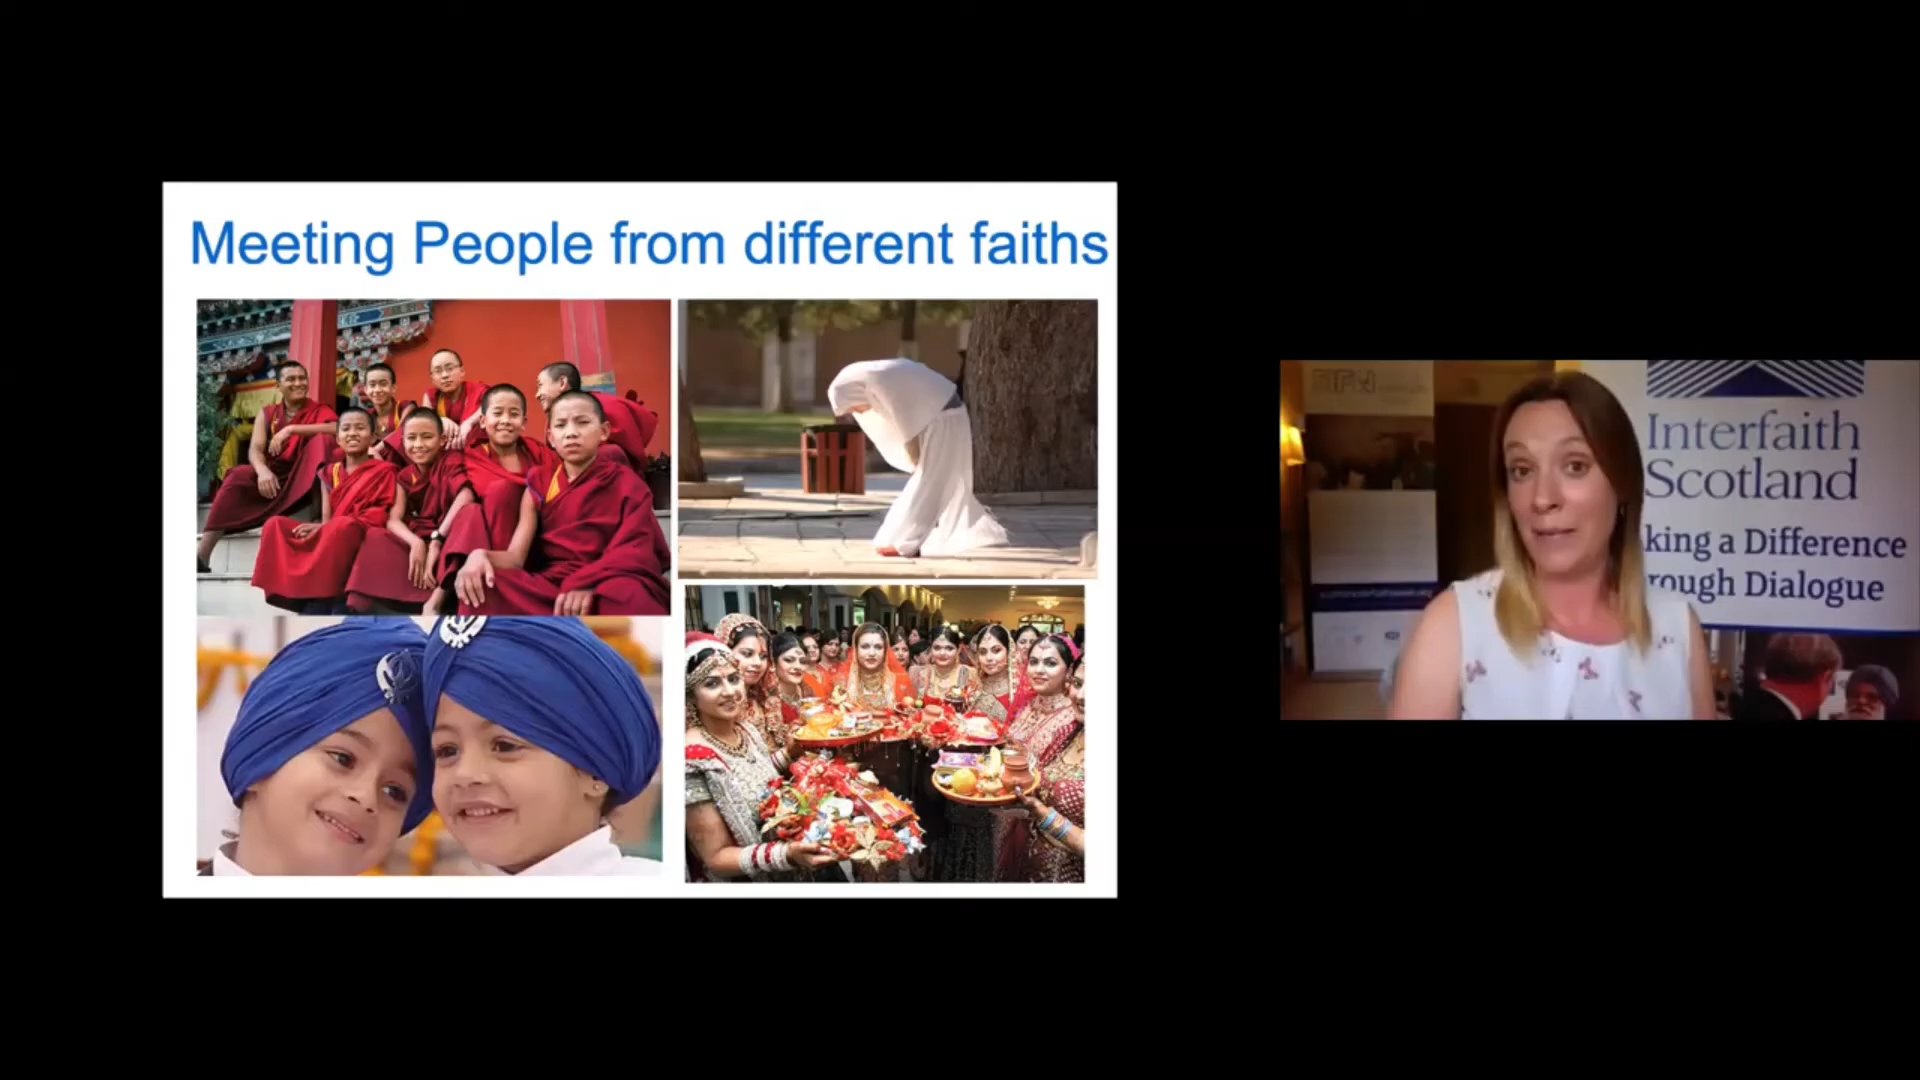 Meeting People from different faiths
Interfaith
Scotland
king a Difference
rough Dialogue